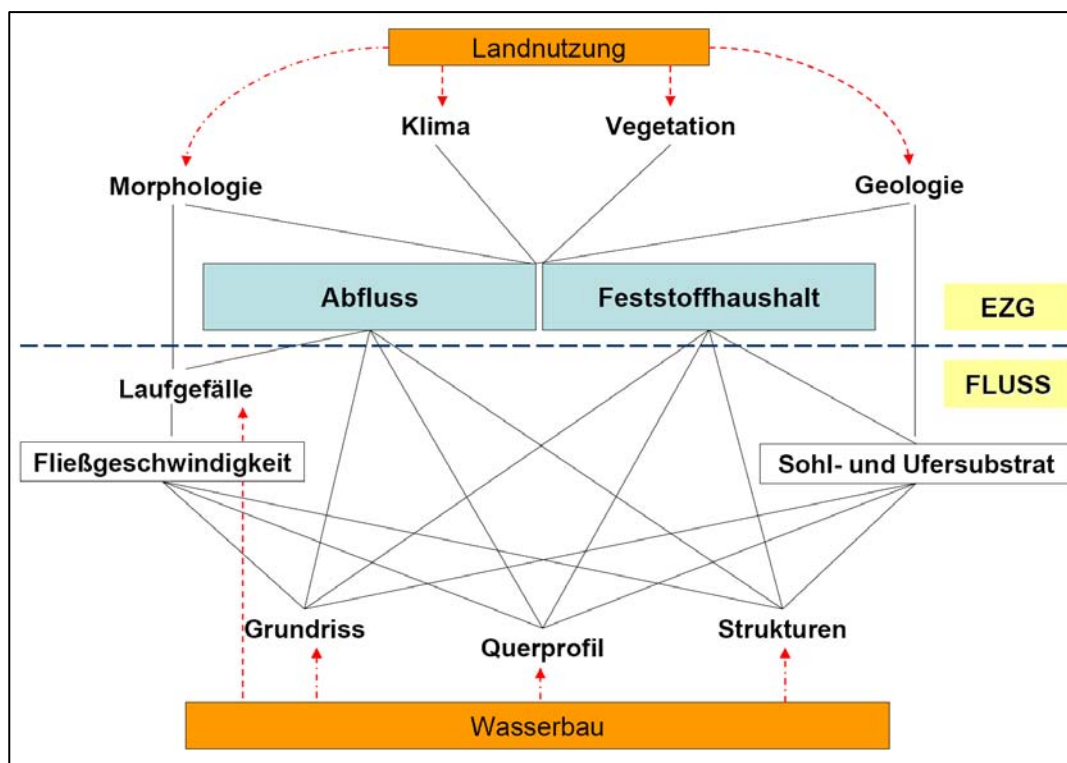 Landnutzung
Klima
Vegetation
Morphologie
Geologie
Abfluss
Feststoffhaushalt
EZG
Laufgefälle
FLUSS
Fließgeschwindigkeit
Sohl- und Ufersubstrat
Grundriss
Querprofil
Strukturen
Wasserbau